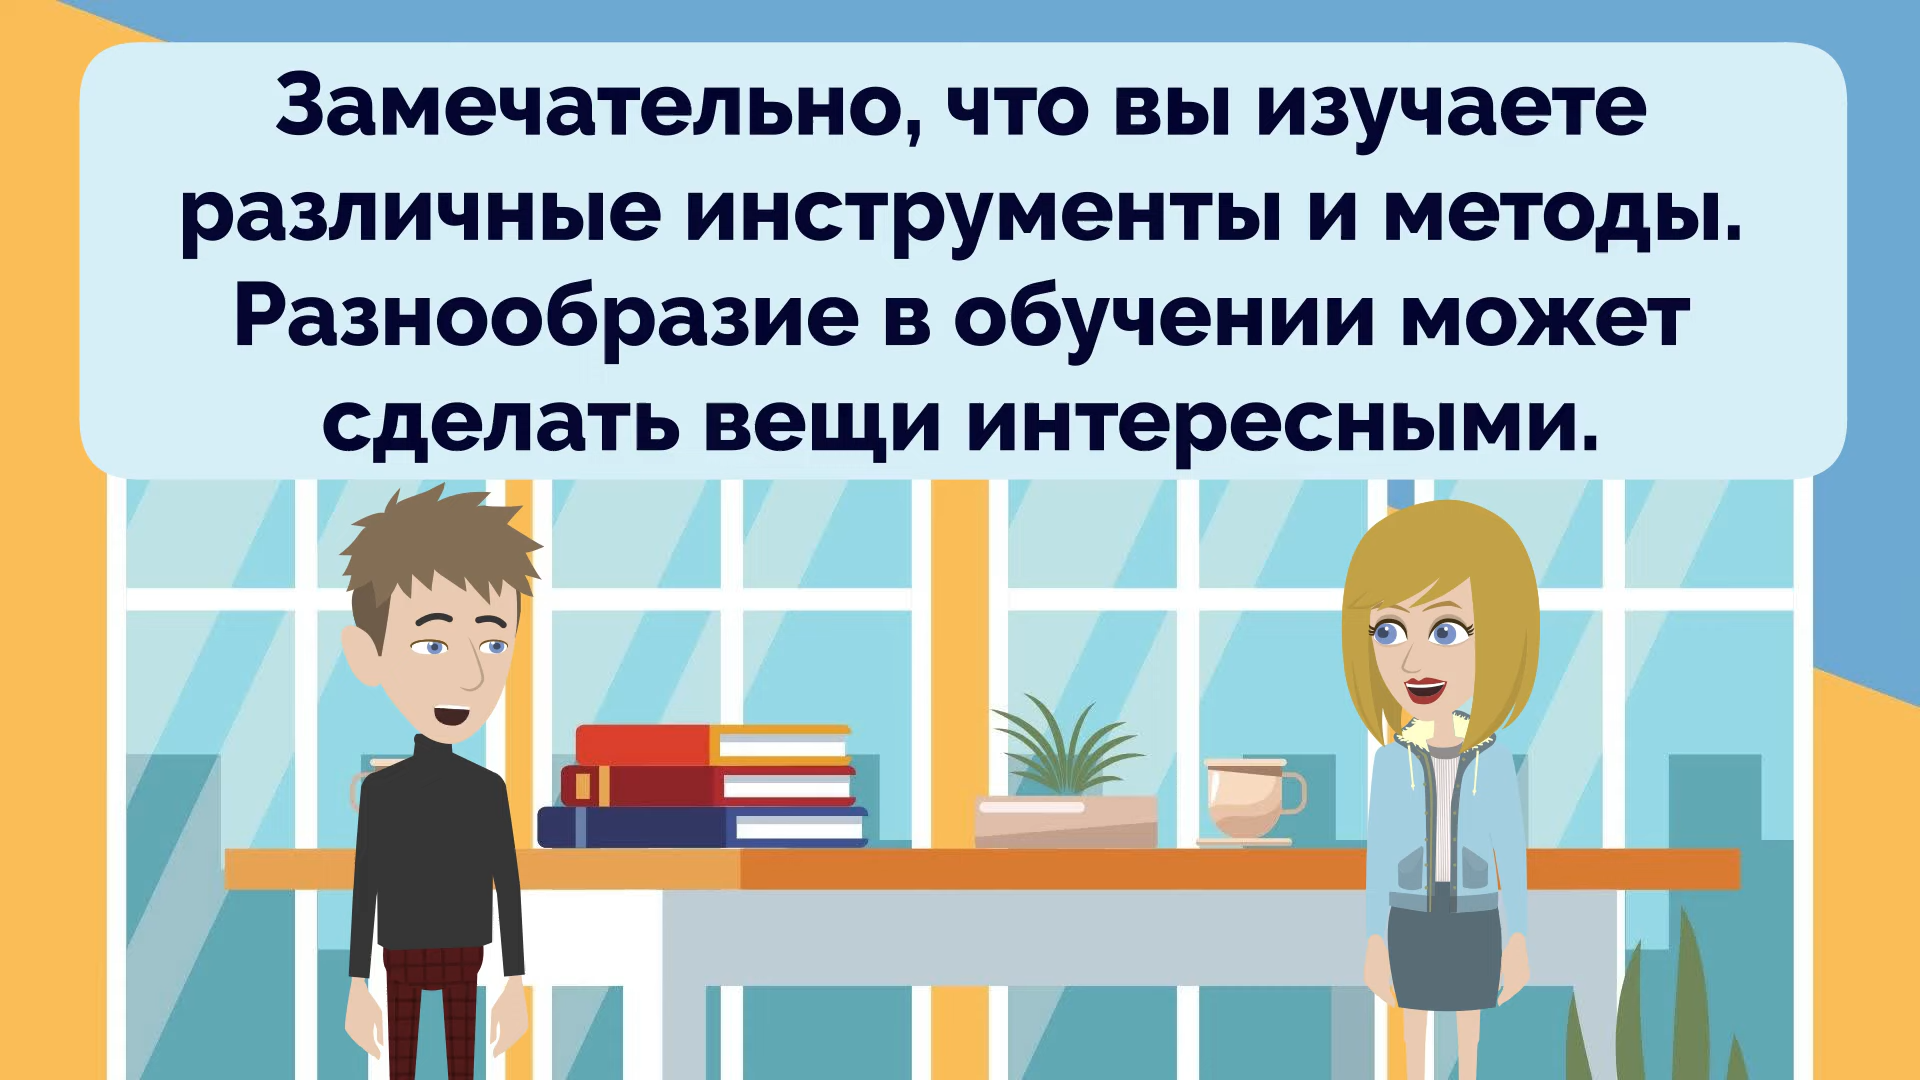 Замечательно, что вы изучаете
различные инструменты и методы.
Разнообразие в обучении может
сделать вещи интересными.